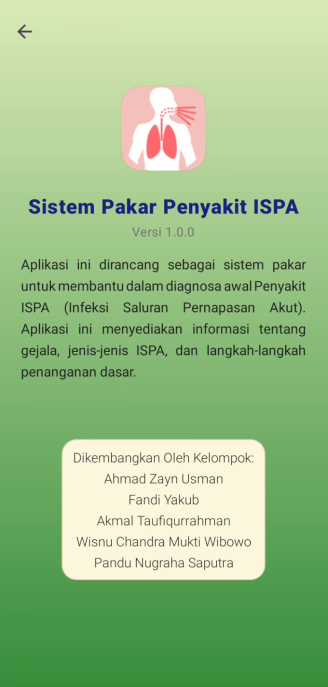 Sistem Pakar Penyakit ISPA
Versi 1.0.0
Aplikasi ini dirancang sebagai sistem pakar
untuk membantu dalam diagnosa awal Penyakit
ISPA (Infeksi Saluran Pernapasan Akut).
Aplikasi ini menyediakan informasi tentang
gejala, jenis-jenis ISPA, dan langkah-langkah
penanganan dasar.
Dikembangkan Oleh Kelompok:
Ahmad Zayn Usman
Fandi Yakub
Akmal Taufiqurrahman
Wisnu Chandra Mukti Wibowo
Pandu Nugraha Saputra